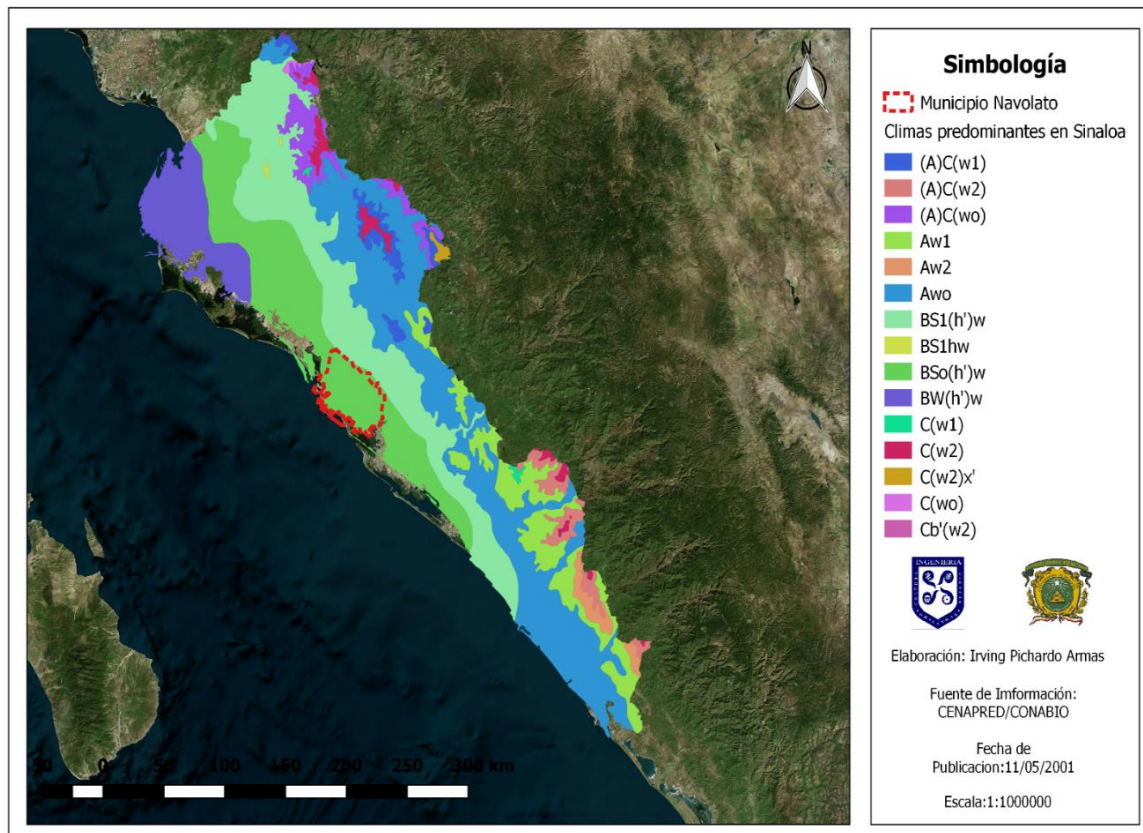 N
50 0 50 100 150 200 250 300 km
Simbología
Municipio Navolato
Climas predominantes en Sinaloa
(A)C(w1)
(A)C(w2)
(A)C(wo)
Aw1
Aw2
Awo
BS1(h')w
BS1hw
BSo(h')w
BW(h')w
C(w1)
C(w2)
C(w2)x'
C(wo)
Cb'(w2)
INGENIERIA
Elaboración: Irving Pichardo Armas
Fuente de Imformación:
CENAPRED/CONABIO
Fecha de
Publicacion:11/05/2001
Escala:1:1000000